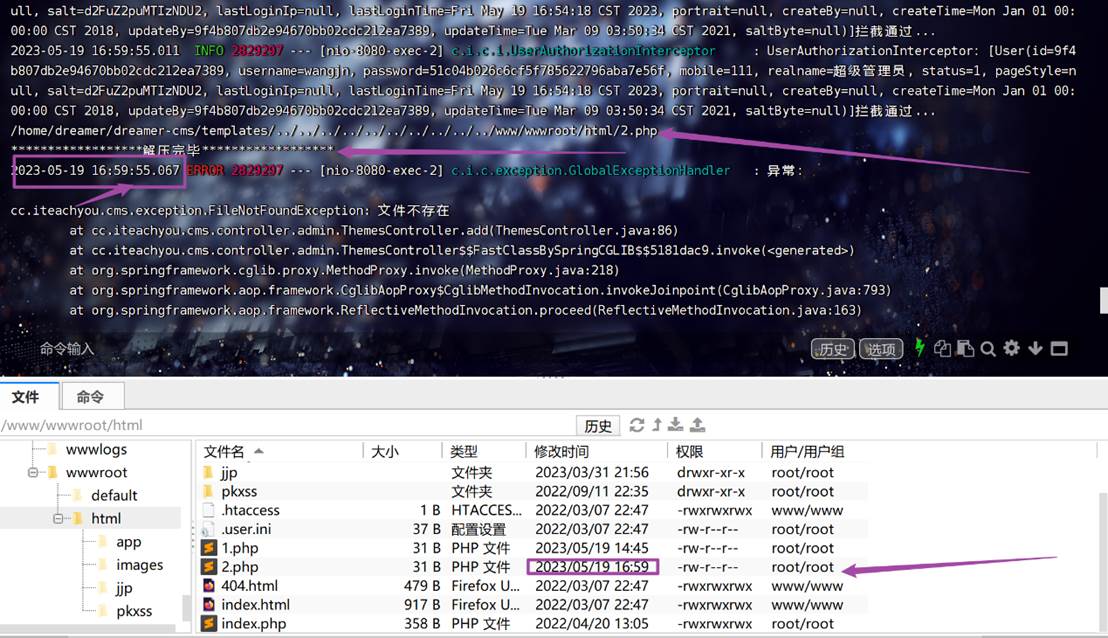 ull, salt=d2FuZ2puMTIzNDU2, lastLoginIp=null, lastLoginTime=Fri May 19 16:54:18 CST 2023, portrait=null, createBy=null, createTime=Mon Jan 01 00:
00:00 CST 2018, updateBy=9f4b807db2e94670bb02cdc212ea7389, updateTime=Tue Mar 09 03:50:34 CST 2021, saltByte=null)]拦截通过...
2023-05-19 16:59:55.011  INFO 2829297 --- [nio-8080-exec-2] c.i.c.i.UserAuthorizationInterceptor     : UserAuthorizationInterceptor：[User(id=9f4
b807db2e94670bb02cdc212ea7389, username=wangjn, password=51c04b026c6cf5f785622796aba7e56f, mobile=111, realname=超级管理员, status=1, pageStyle=n
ull, salt=d2FuZ2puMTIzNDU2, lastLoginIp=null, lastLoginTime=Fri May 19 16:54:18 CST 2023, portrait=null, createBy=null, createTime=Mon Jan 01 00:
00:00 CST 2018, updateBy=9f4b807db2e94670bb02cdc212ea7389, updateTime=Tue Mar 09 03:50:34 CST 2021, saltByte=null)]拦截通过...
/home/dreamer/dreamer-cms/templates/../../../../../../../../../../www/wwwroot/html/2.php
******************解压完毕******************
2023-05-19 16:59:55.067 ERROR 2829297 --- [nio-8080-exec-2] c.i.c.exception.GlobalExceptionHandler   : 异常：
cc.iteachyou.cms.exception.FileNotFoundException: 文件不存在
at cc.iteachyou.cms.controller.admin.ThemesController.add(ThemesController.java:86)
at cc.iteachyou.cms.controller.admin.ThemesController$$FastClassBySpringCGLIB$$5181dac9.invoke(<generated>)
at org.springframework.cglib.proxy.MethodProxy.invoke(MethodProxy.java:218)
at org.springframework.aop.framework.CglibAopProxy$CglibMethodInvocation.invokeJoinpoint(CglibAopProxy.java:793)
at org.springframework.aop.framework.ReflectiveMethodInvocation.proceed(ReflectiveMethodInvocation.java:163)
命令输入 历史 选项
文件 命令
/www/wwwroot/html 历史
wwwlogs
wwwroot
default
html
app
images
jjp
pkxss
文件名 大小 类型 修改时间 权限 用户/用户组
jjp 文件夹 2023/03/31 21:56 drwxr-xr-x root/root
pkxss 文件夹 2022/09/11 22:35 drwxr-xr-x root/root
.htaccess 1 B HTACCES... 2022/03/07 22:47 -rwxrwxrwx www/www
.user.ini 37 B 配置设置 2022/03/07 22:47 -rw-r--r-- root/root
1.php 31 B PHP 文件 2023/05/19 14:45 -rw-r--r-- root/root
2.php 31 B PHP 文件 2023/05/19 16:59 -rw-r--r-- root/root
404.html 479 B Firefox U... 2022/03/07 22:47 -rwxrwxrwx www/www
index.html 917 B Firefox U... 2022/03/07 22:47 -rwxrwxrwx www/www
index.php 358 B PHP 文件 2022/04/20 13:05 -rwxrwxrwx root/root